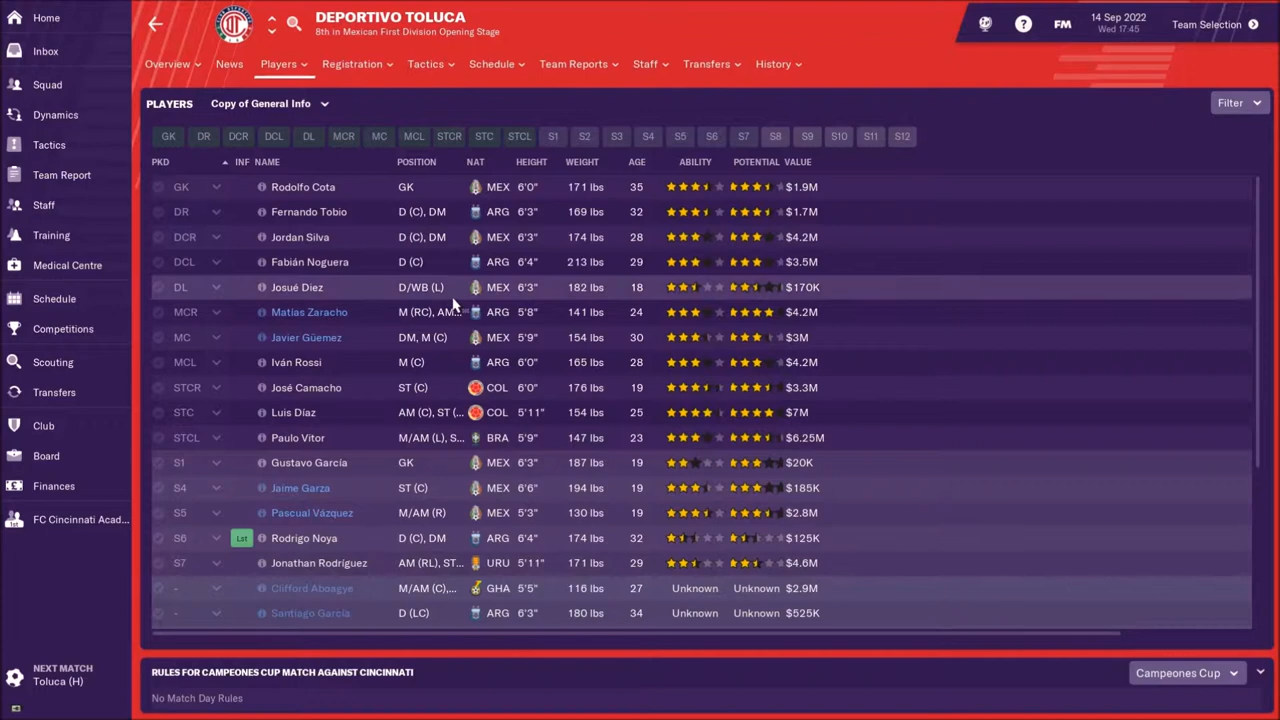 Home
Inbox
Squad
Dynamics
Tactics
Team Report
Staff
Training
Medical Centre
Schedule
Competitions
Scouting
Transfers
Club
Board
Finances
FC Cincinnati Acad...
1st
NEXT MATCH
Toluca (H)
DEPORTIVO TOLUCA
8th in Mexican First Division Opening Stage
? FM 14 Sep 2022 Team Selection
Wed 17:45
Overview News Players Registration Tactics Schedule Team Reports Staff Transfers History
PLAYERS Copy of General Info Filter
GK DR DCR DCL DL MCR MC MCL STCR STC STCL S1 S2 S3 S4 S5 S6 S7 S8 S9 S10 S11 S12
PKD INF NAME POSITION NAT HEIGHT WEIGHT AGE ABILITY POTENTIAL VALUE
GK Rodolfo Cota GK MEX 6'0" 171 lbs 35 $1.9M
DR Fernando Tobio D (C), DM ARG 6'3" 169 lbs 32 $1.7M
DCR Jordan Silva D (C), DM MEX 6'3" 174 lbs 28 $4.2M
DCL Fabián Noguera D (C) ARG 6'4" 213 lbs 29 $3.5M
DL Josué Diez D/WB (L) MEX 6'3" 182 lbs 18 $170K
MCR Matías Zaracho M (RC), AM... ARG 5'8" 141 lbs 24 $4.2M
MC Javier Güemez DM, M (C) MEX 5'9" 154 lbs 30 $3M
MCL Iván Rossi M (C) ARG 6'0" 165 lbs 28 $4.2M
STCR José Camacho ST (C) COL 6'0" 176 lbs 19 $3.3M
STC Luis Díaz AM (C), ST (... COL 5'11" 154 lbs 25 $7M
STCL Paulo Vitor M/AM (L), S... BRA 5'9" 147 lbs 23 $6.25M
S1 Gustavo García GK MEX 6'3" 187 lbs 19 $20K
S4 Jaime Garza ST (C) MEX 6'6" 194 lbs 19 $185K
S5 Pascual Vázquez M/AM (R) MEX 5'3" 130 lbs 19 $2.8M
S6 Lst Rodrigo Noya D (C), DM ARG 6'4" 174 lbs 32 $125K
S7 Jonathan Rodríguez AM (RL), ST... URU 5'11" 171 lbs 29 $4.6M
- Clifford Aboagye M/AM (C),... GHA 5'5" 116 lbs 27 Unknown Unknown $2.9M
- Santiago García D (LC) ARG 6'3" 180 lbs 34 Unknown Unknown $525K
RULES FOR CAMPEONES CUP MATCH AGAINST CINCINNATI Campeones Cup
No Match Day Rules